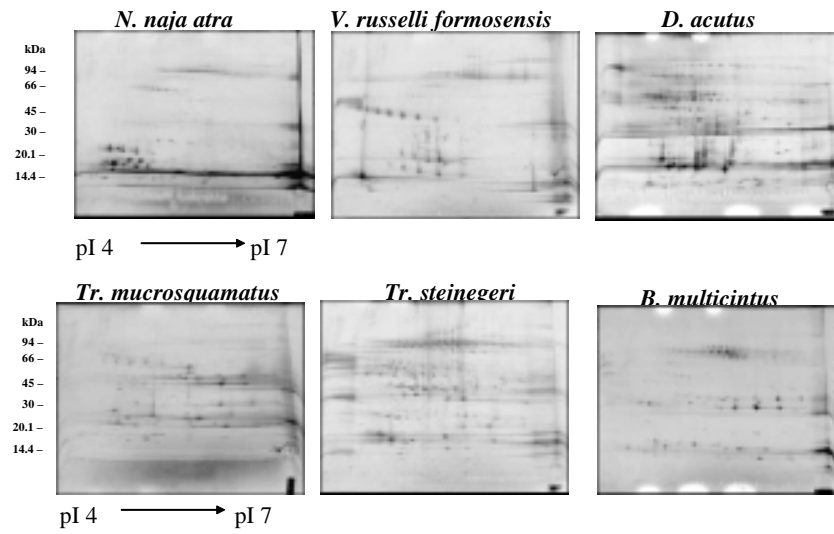 N. naja atra
V. russelli formosensis
D. acutus
kDa
94 –
66 –
45 –
30 –
20.1 –
14.4 –
pI 4 pI 7
Tr. mucrosquamatus
Tr. steinegeri
B. multicintus
kDa
94 –
66 –
45 –
30 –
20.1 –
14.4 –
pI 4 pI 7